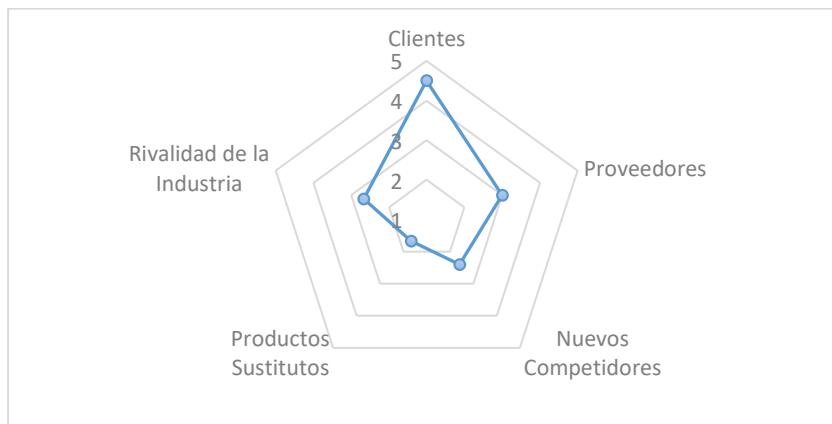 Clientes
5
4
3
2
1
Rivalidad de la
Industria
Proveedores
Productos
Sustitutos
Nuevos
Competidores